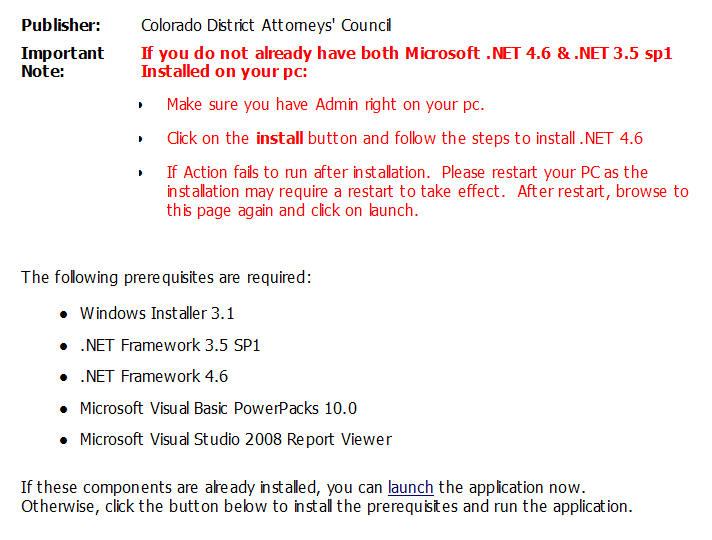 Publisher: Colorado District Attorneys' Council
Important Note: If you do not already have both Microsoft .NET 4.6 & .NET 3.5 sp1
Installed on your pc:
Make sure you have Admin right on your pc.
Click on the install button and follow the steps to install .NET 4.6
If Action fails to run after installation. Please restart your PC as the
installation may require a restart to take effect. After restart, browse to
this page again and click on launch.
The following prerequisites are required:
● Windows Installer 3.1
● .NET Framework 3.5 SP1
● .NET Framework 4.6
● Microsoft Visual Basic PowerPacks 10.0
● Microsoft Visual Studio 2008 Report Viewer
If these components are already installed, you can launch the application now.
Otherwise, click the button below to install the prerequisites and run the application.